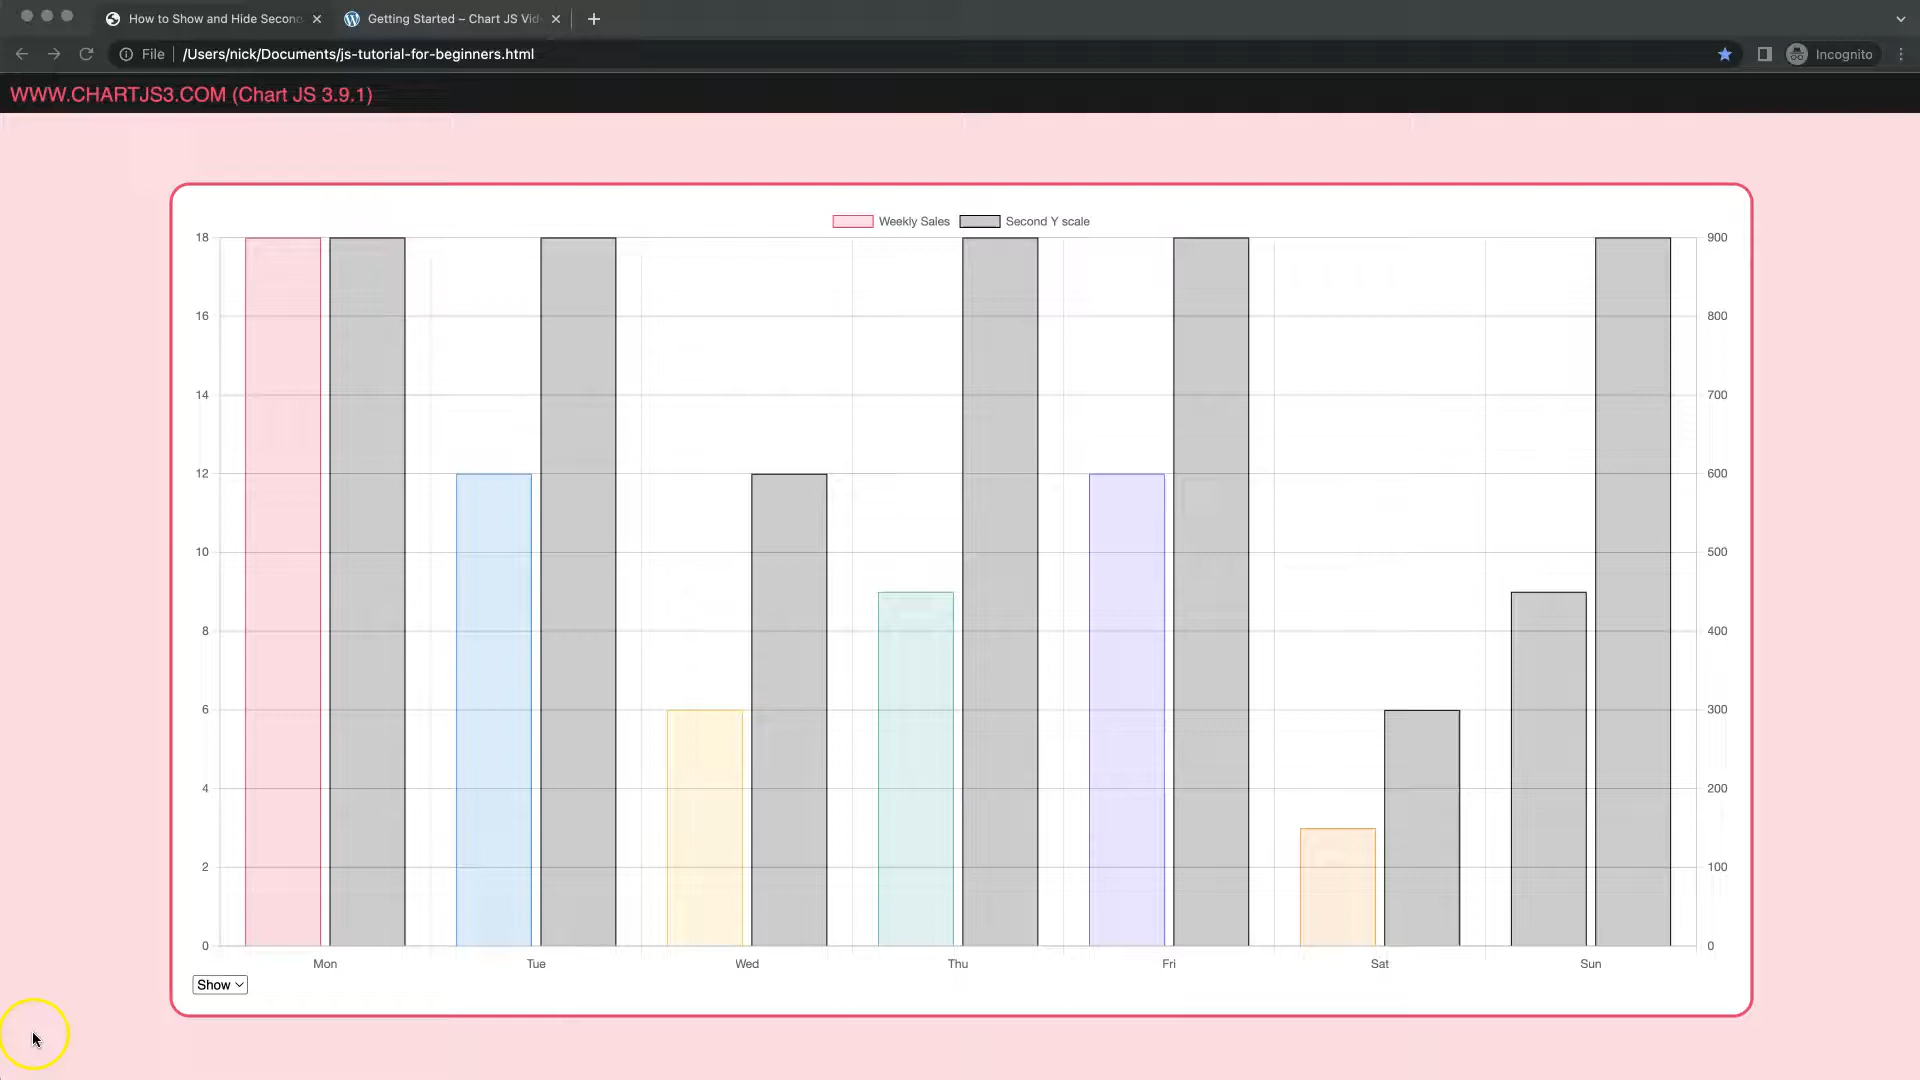 How to Show and Hide Secon
Getting Started – Chart JS Vid
File
/Users/nick/Documents/js-tutorial-for-beginners.html
Incognito
WWW.CHARTJS3.COM (Chart JS 3.9.1)
Weekly Sales
Second Y scale
18
900
16
800
14
700
12
600
10
500
8
400
6
300
4
200
2
100
0
0
Mon
Tue
Wed
Thu
Fri
Sat
Sun
Show